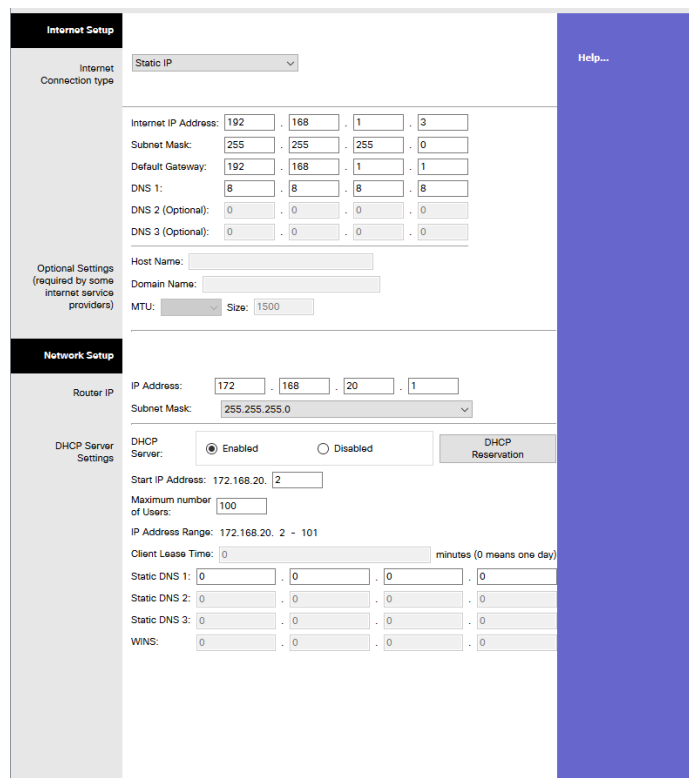 Internet Setup
Help...
Internet
Connection type
Static IP
Internet IP Address: 192 . 168 . 1 . 3
Subnet Mask: 255 . 255 . 255 . 0
Default Gateway: 192 . 168 . 1 . 1
DNS 1: 8 . 8 . 8 . 8
DNS 2 (Optional): 0 . 0 . 0 . 0
DNS 3 (Optional): 0 . 0 . 0 . 0
Optional Settings
(required by some
internet service
providers)
Host Name:
Domain Name:
MTU: Size: 1500
Network Setup
Router IP
IP Address: 172 . 168 . 20 . 1
Subnet Mask: 255.255.255.0
DHCP Server
Settings
DHCP
Server: Enabled Disabled
DHCP
Reservation
Start IP Address: 172.168.20. 2
Maximum number
of Users: 100
IP Address Range: 172.168.20. 2 - 101
Client Lease Time: 0 minutes (0 means one day)
Static DNS 1: 0 . 0 . 0 . 0
Static DNS 2: 0 . 0 . 0 . 0
Static DNS 3: 0 . 0 . 0 . 0
WINS: 0 . 0 . 0 . 0